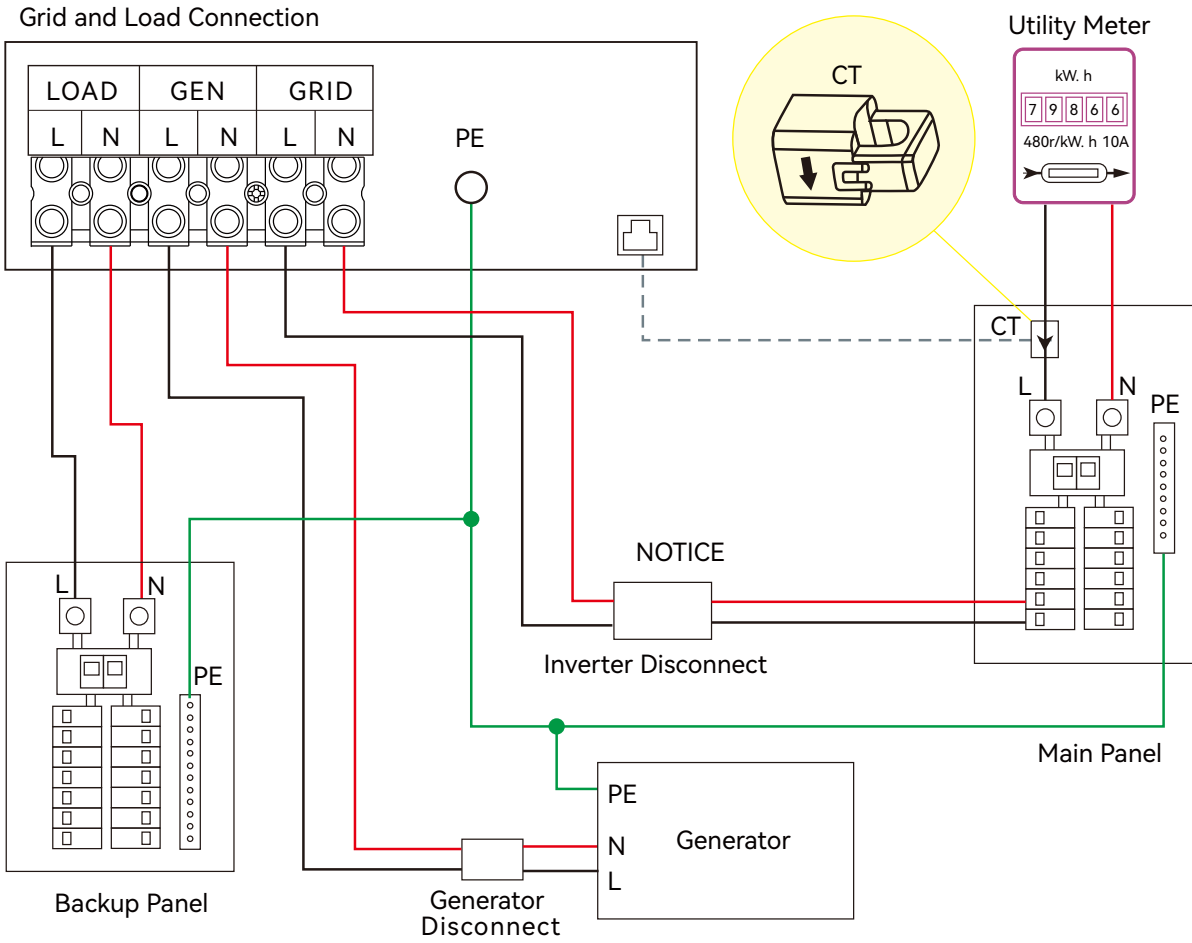 Grid and Load Connection
Utility Meter
LOAD GEN GRID
L N L N L N
PE
CT
kW. h
7 9 8 6 6
480r/kW. h 10A
CT
L N
PE
NOTICE
Inverter Disconnect
L N
PE
Main Panel
PE
N
Generator
L
Backup Panel
Generator
Disconnect